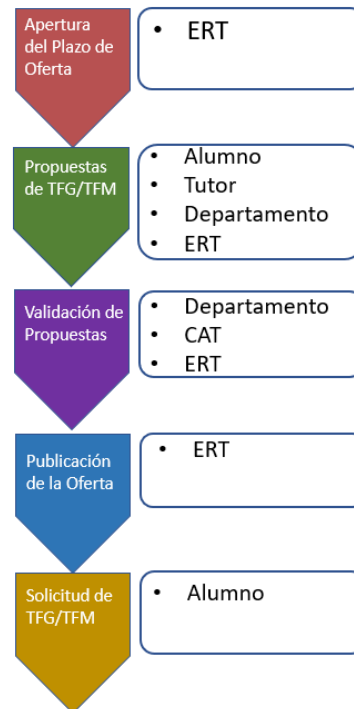 Apertura
del Plazo de
Oferta
• ERT
Propuestas
de TFG/TFM
• Alumno
• Tutor
• Departamento
• ERT
Validación de
Propuestas
• Departamento
• CAT
• ERT
Publicación
de la Oferta
• ERT
Solicitud de
TFG/TFM
• Alumno